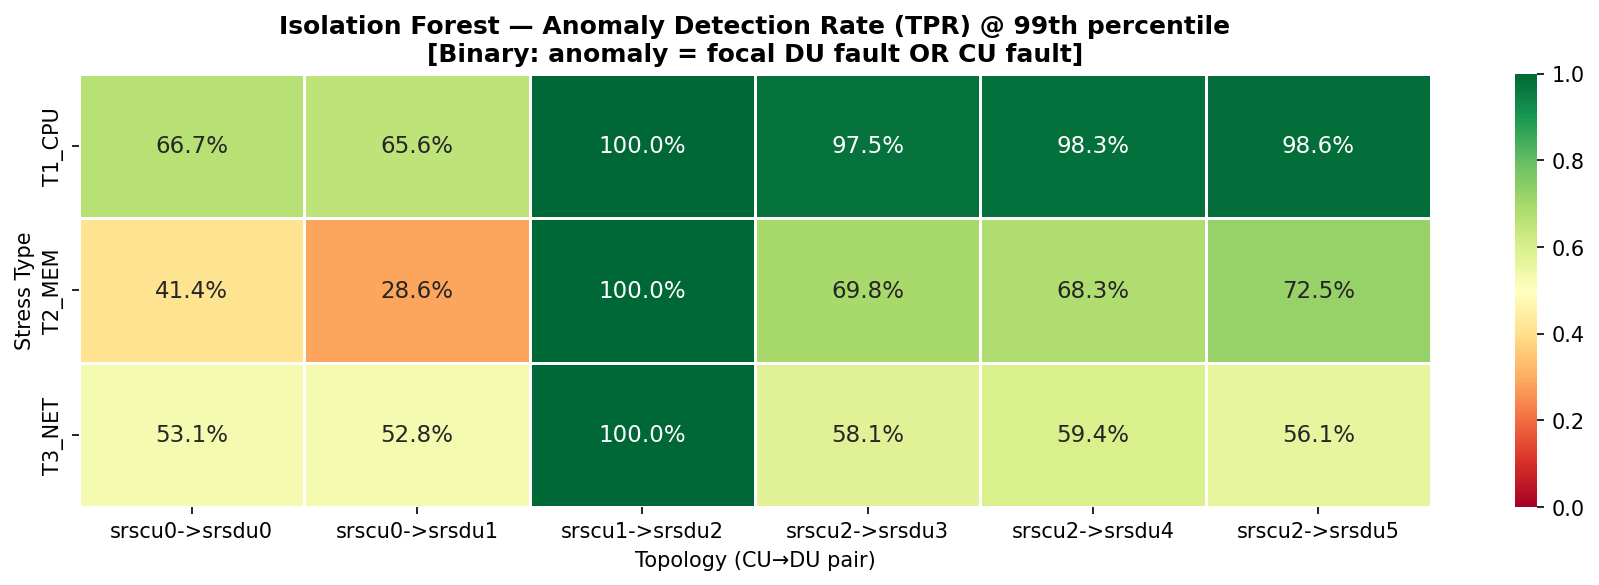 Isolation Forest — Anomaly Detection Rate (TPR) @ 99th percentile
[Binary: anomaly = focal DU fault OR CU fault]
Stress Type
T1_CPU
66.7%
65.6%
100.0%
97.5%
98.3%
98.6%
T2_MEM
41.4%
28.6%
100.0%
69.8%
68.3%
72.5%
T3_NET
53.1%
52.8%
100.0%
58.1%
59.4%
56.1%
srscu0->srsdu0
srscu0->srsdu1
srscu1->srsdu2
srscu2->srsdu3
srscu2->srsdu4
srscu2->srsdu5
Topology (CU→DU pair)
1.0
0.8
0.6
0.4
0.2
0.0